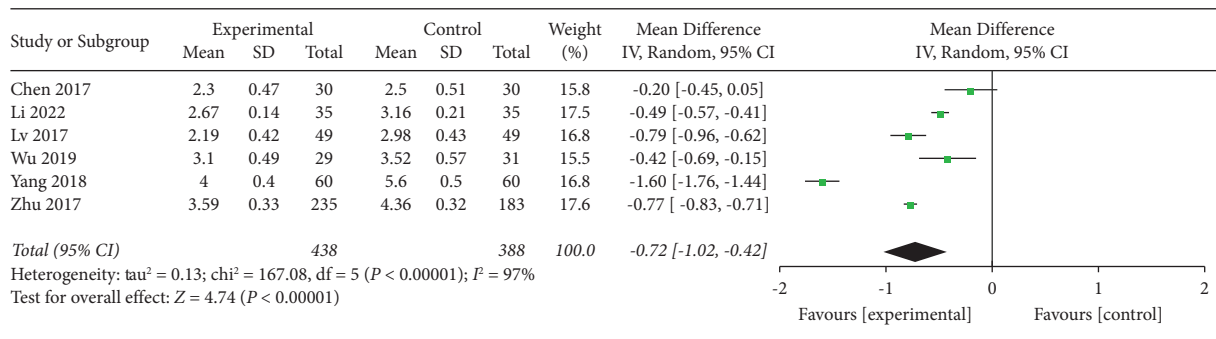 Study or Subgroup Experimental Control Weight (%) Mean Difference IV, Random, 95% CI Mean Difference IV, Random, 95% CI
Mean SD Total Mean SD Total
Chen 2017 2.3 0.47 30 2.5 0.51 30 15.8 -0.20 [-0.45, 0.05]
Li 2022 2.67 0.14 35 3.16 0.21 35 17.5 -0.49 [-0.57, -0.41]
Lv 2017 2.19 0.42 49 2.98 0.43 49 16.8 -0.79 [-0.96, -0.62]
Wu 2019 3.1 0.49 29 3.52 0.57 31 15.5 -0.42 [-0.69, -0.15]
Yang 2018 4 0.4 60 5.6 0.5 60 16.8 -1.60 [-1.76, -1.44]
Zhu 2017 3.59 0.33 235 4.36 0.32 183 17.6 -0.77 [ -0.83, -0.71]
Total (95% CI) 438 388 100.0 -0.72 [-1.02, -0.42]
Heterogeneity: tau² = 0.13; chi² = 167.08, df = 5 (P < 0.00001); I² = 97%
Test for overall effect: Z = 4.74 (P < 0.00001)
-2 -1 0 1 2
Favours [experimental] Favours [control]